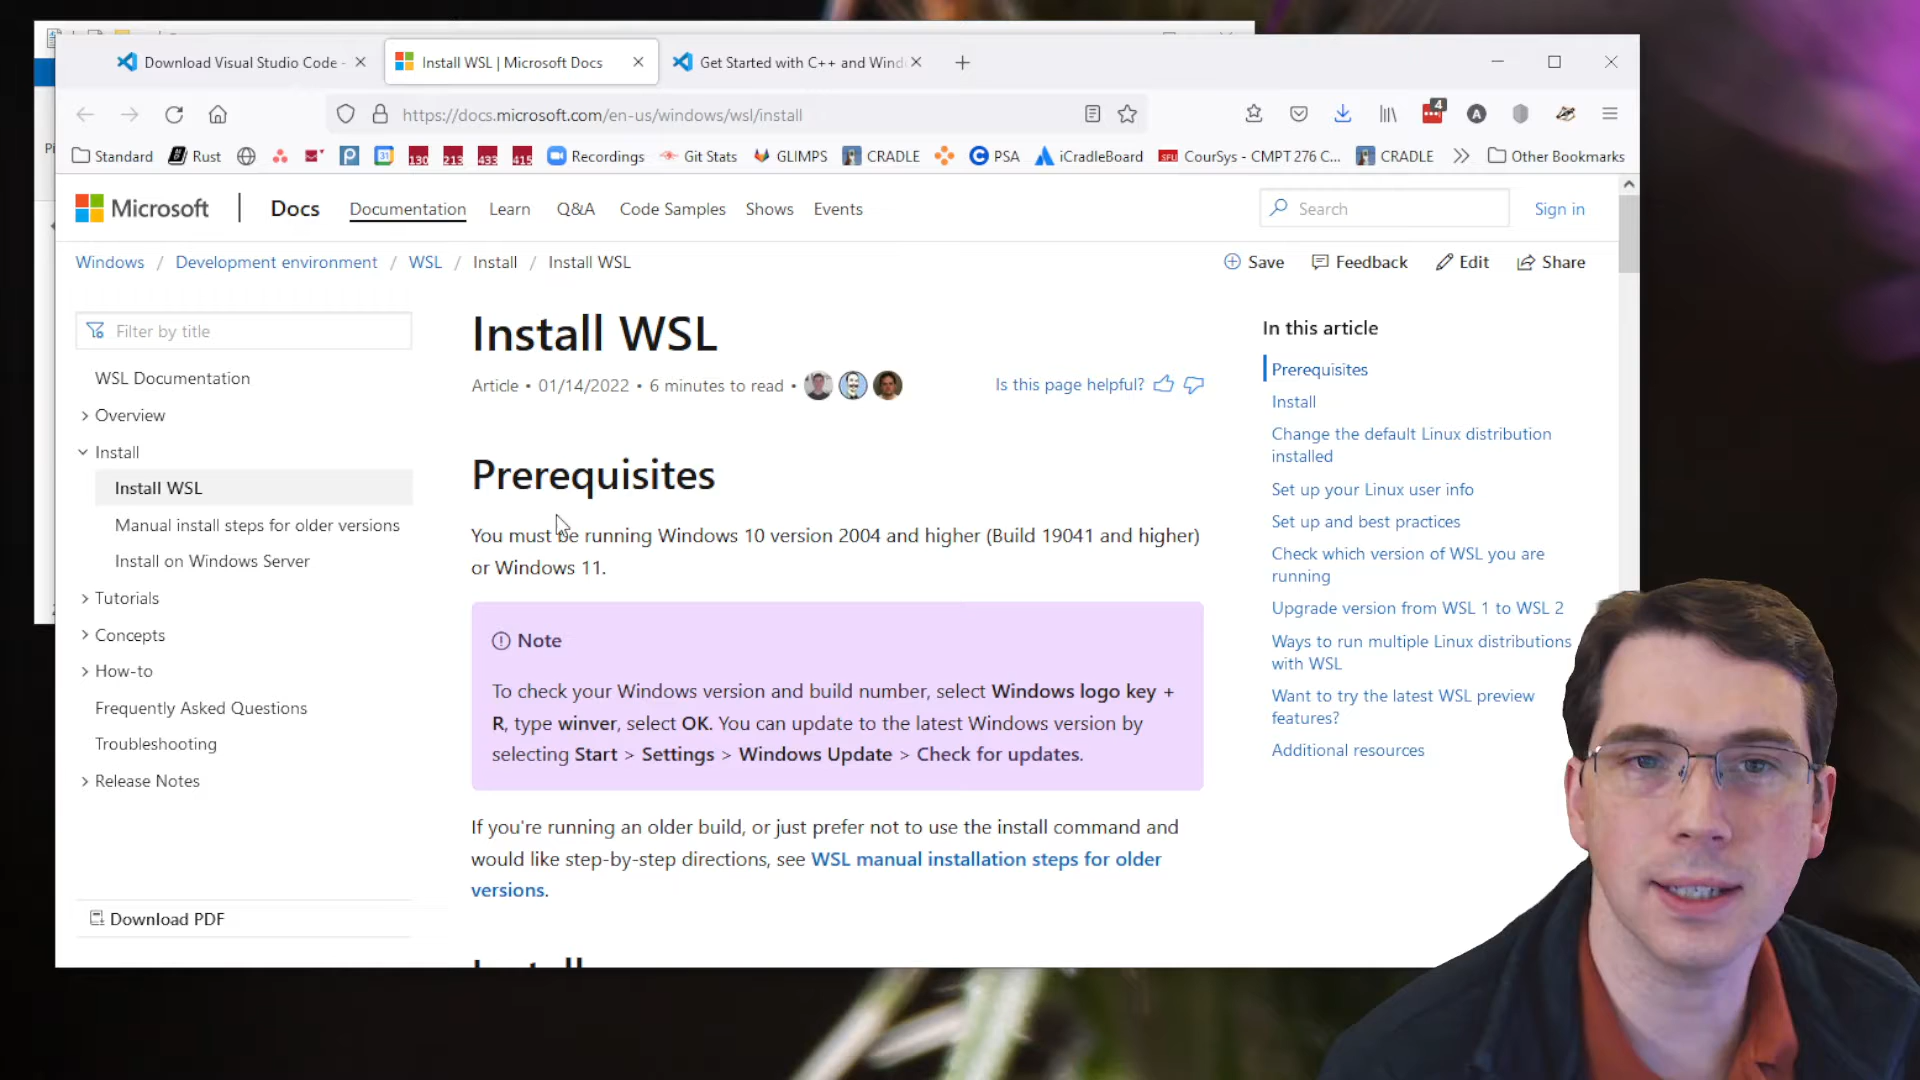 Download Visual Studio Code -
Install WSL | Microsoft Docs
Get Started with C++ and Wind
https://docs.microsoft.com/en-us/windows/wsl/install
4
A
Standard Rust 31 130 213 433 415 Recordings Git Stats GLIMPS CRADLE PSA iCradleBoard SFU CourSys - CMPT 276 C... CRADLE Other Bookmarks
Microsoft | Docs Documentation Learn Q&A Code Samples Shows Events
Search
Sign in
Windows / Development environment / WSL / Install / Install WSL
Save Feedback Edit Share
Filter by title
WSL Documentation
Overview
Install
Install WSL
Manual install steps for older versions
Install on Windows Server
Tutorials
Concepts
How-to
Frequently Asked Questions
Troubleshooting
Release Notes
Download PDF
Install WSL
Article • 01/14/2022 • 6 minutes to read •
Is this page helpful?
Prerequisites
You must be running Windows 10 version 2004 and higher (Build 19041 and higher)
or Windows 11.
Note
To check your Windows version and build number, select Windows logo key +
R, type winver, select OK. You can update to the latest Windows version by
selecting Start > Settings > Windows Update > Check for updates.
If you're running an older build, or just prefer not to use the install command and
would like step-by-step directions, see WSL manual installation steps for older
versions.
Install
In this article
Prerequisites
Install
Change the default Linux distribution
installed
Set up your Linux user info
Set up and best practices
Check which version of WSL you are
running
Upgrade version from WSL 1 to WSL 2
Ways to run multiple Linux distributions
with WSL
Want to try the latest WSL preview
features?
Additional resources